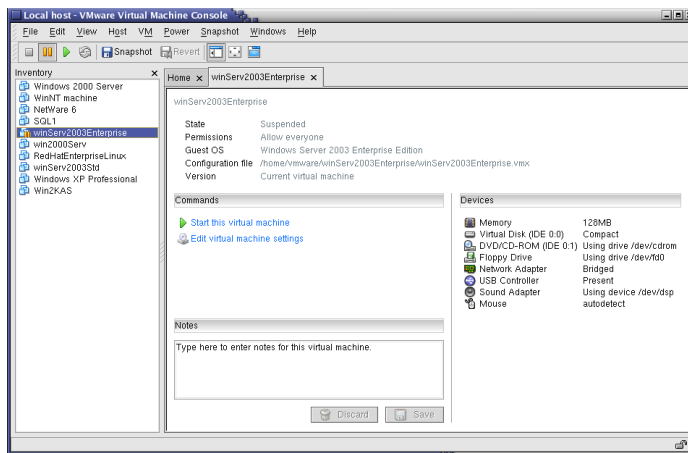 Local host - VMware Virtual Machine Console
File Edit View Host VM Power Snapshot Windows Help
Snapshot Revert
Inventory x
Windows 2000 Server
WinNT machine
NetWare 6
SQL1
winServ2003Enterprise
win2000Serv
RedHatEnterpriseLinux
winServ2003Std
Windows XP Professional
Win2KAS
Home x winServ2003Enterprise x
winServ2003Enterprise
State Suspended
Permissions Allow everyone
Guest OS Windows Server 2003 Enterprise Edition
Configuration file /home/vmware/winServ2003Enterprise/winServ2003Enterprise.vmx
Version Current virtual machine
Commands
Start this virtual machine
Edit virtual machine settings
Notes
Type here to enter notes for this virtual machine.
Discard Save
Devices
Memory 128MB
Virtual Disk (IDE 0:0) Compact
DVD/CD-ROM (IDE 0:1) Using drive /dev/cdrom
Floppy Drive Using drive /dev/fd0
Network Adapter Bridged
USB Controller Present
Sound Adapter Using device /dev/dsp
Mouse autodetect